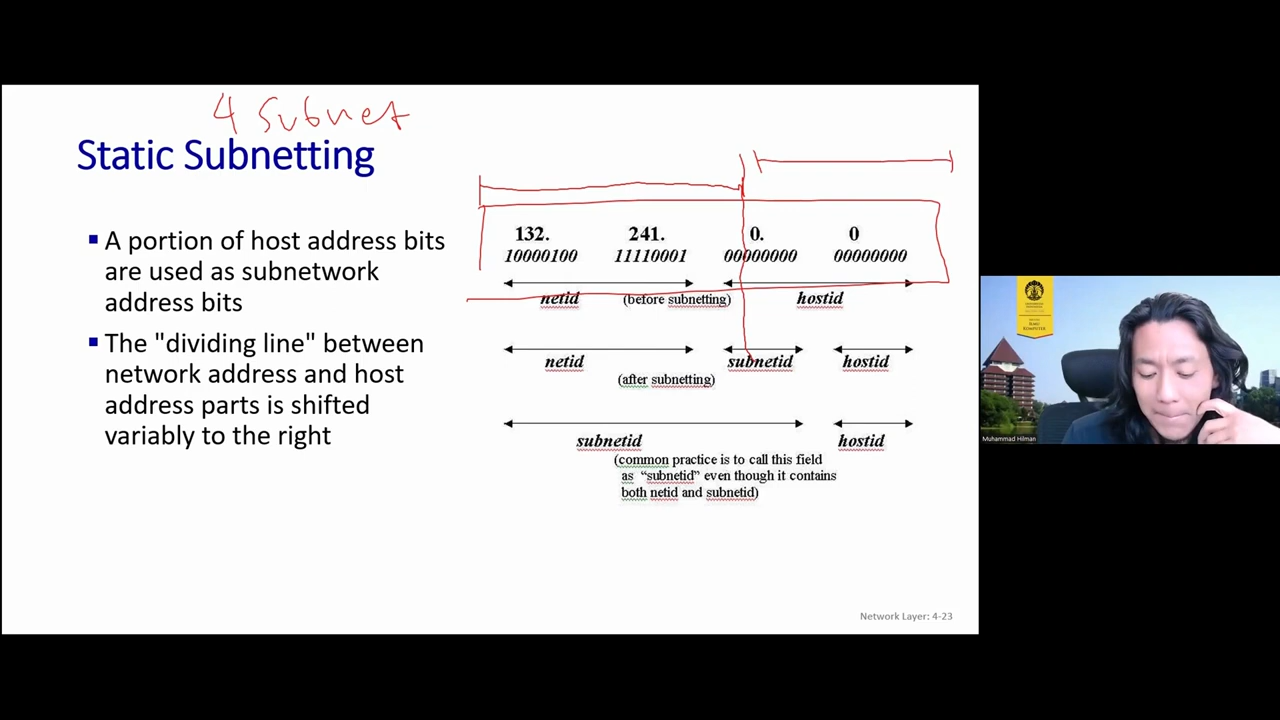 4 Subnet
Static Subnetting
▪ A portion of host address bits
are used as subnetwork
address bits
▪ The "dividing line" between
network address and host
address parts is shifted
variably to the right
132. 241. 0. 0
10000100 11110001 00000000 00000000
netid (before subnetting) hostid
netid subnetid hostid
(after subnetting)
subnetid hostid
(common practice is to call this field
as “subnetid” even though it contains
both netid and subnetid)
Network Layer: 4-23
Muhammad Hilman